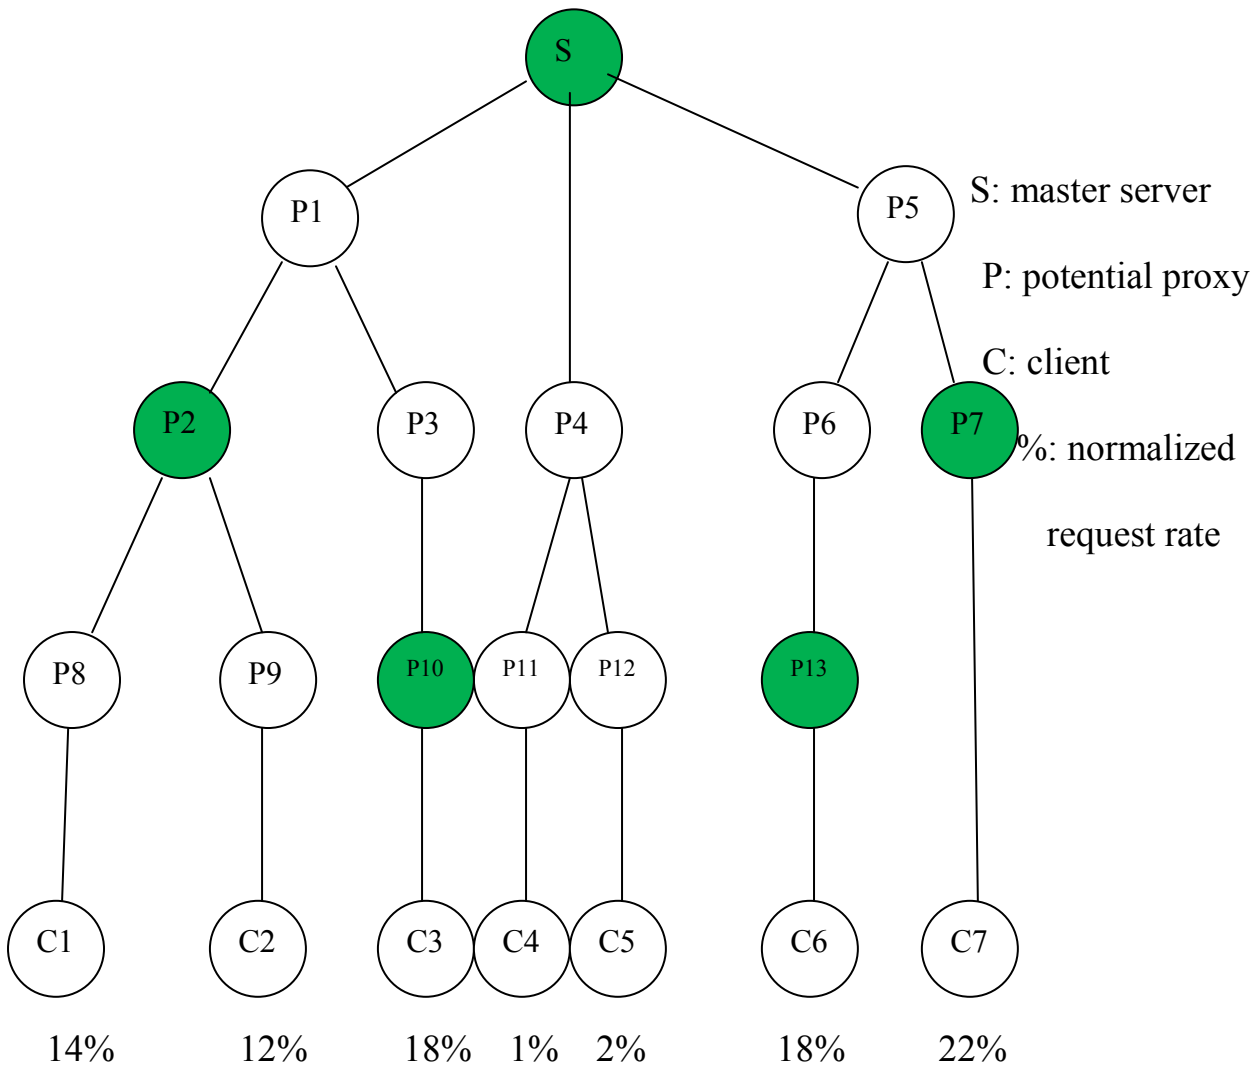 S
P1
P5
S: master server
P: potential proxy
C: client
P2
P3
P4
P6
P7
%: normalized
request rate
P8
P9
P10
P11
P12
P13
C1
C2
C3
C4
C5
C6
C7
14%
12%
18%
1%
2%
18%
22%